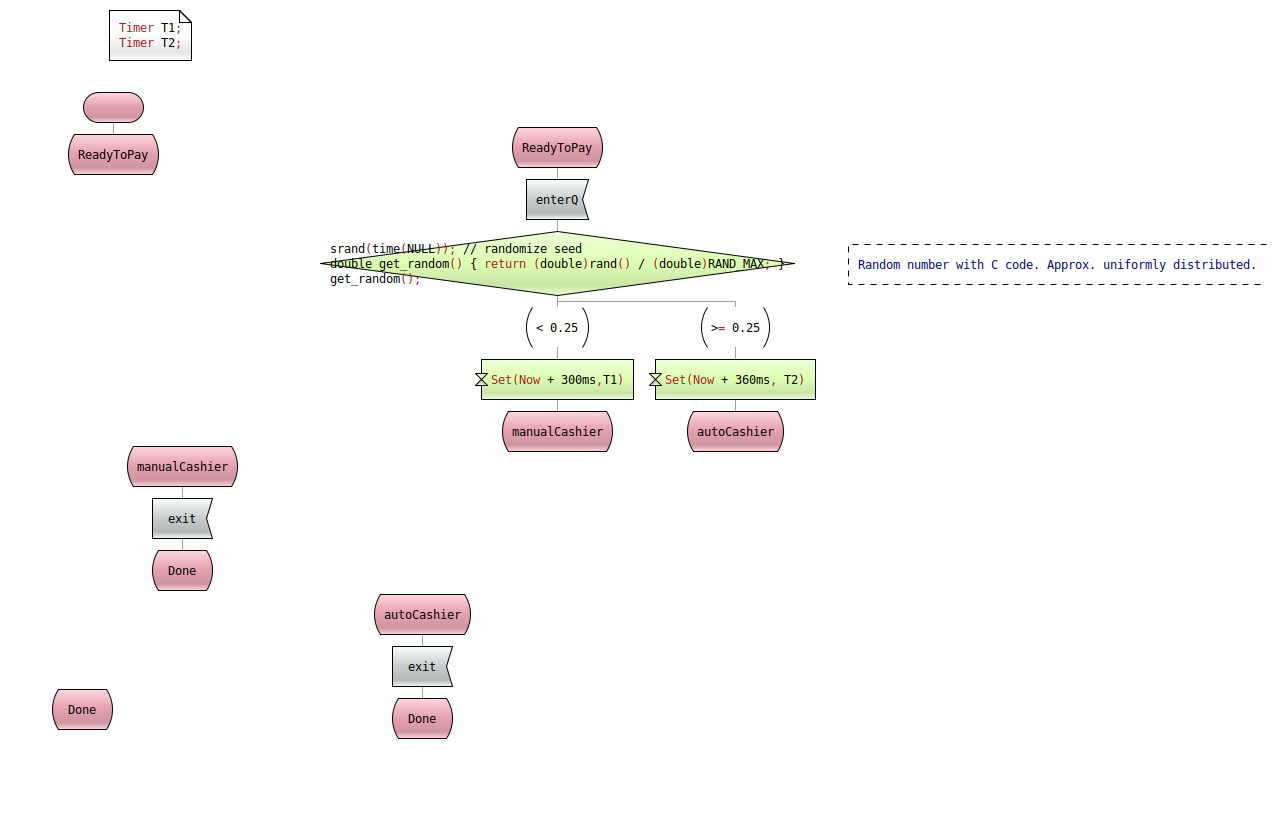 Timer T1;
Timer T2;
ReadyToPay
ReadyToPay
enterQ
srand(time(NULL)); // randomize seed
double get_random() { return (double)rand() / (double)RAND_MAX; }
get_random();
Random number with C code. Approx. uniformly distributed.
< 0.25
>= 0.25
Set(Now + 300ms,T1)
Set(Now + 360ms, T2)
manualCashier
autoCashier
manualCashier
exit
Done
autoCashier
exit
Done
Done